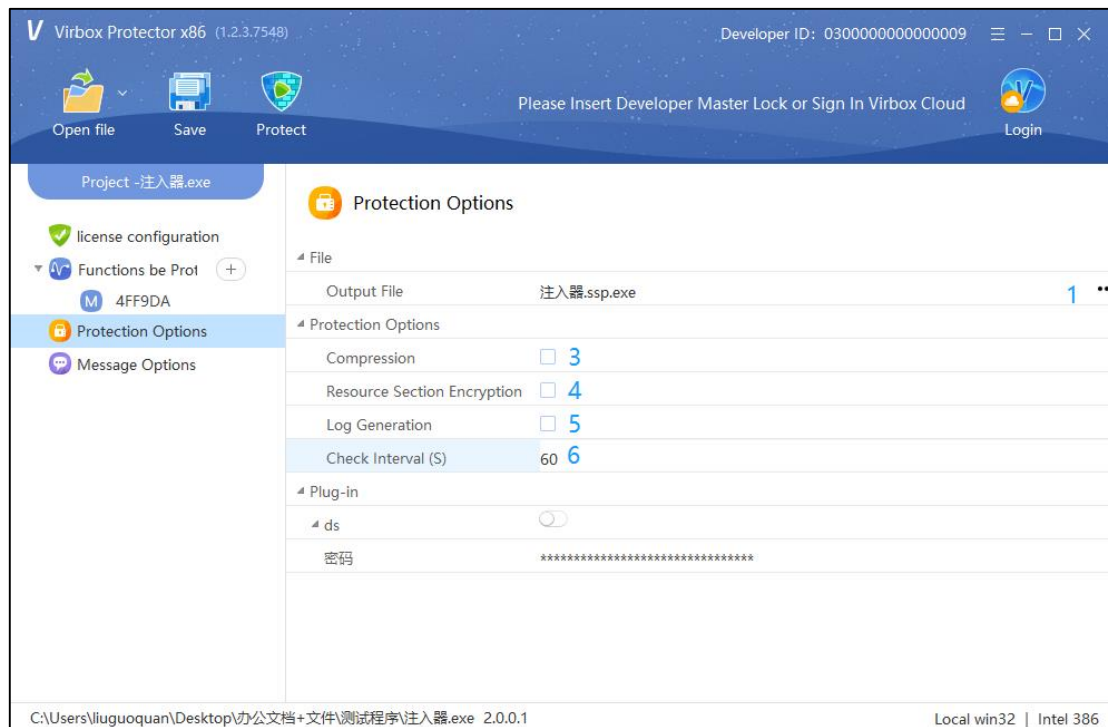 V Virbox Protector x86 (1.2.3.7548) Developer ID: 0300000000000009
Please Insert Developer Master Lock or Sign In Virbox Cloud
Open file Save Protect Login
Project -注入器.exe
Protection Options
license configuration
File
Functions be Prot +
Output File 注入器.ssp.exe 1
M 4FF9DA
Protection Options
Protection Options
Compression 3
Message Options
Resource Section Encryption 4
Log Generation 5
Check Interval (S) 60 6
Plug-in
ds
密码 ********************************
C:\Users\liuguoquan\Desktop\办公文档+文件\测试程序\注入器.exe 2.0.0.1 Local win32 | Intel 386